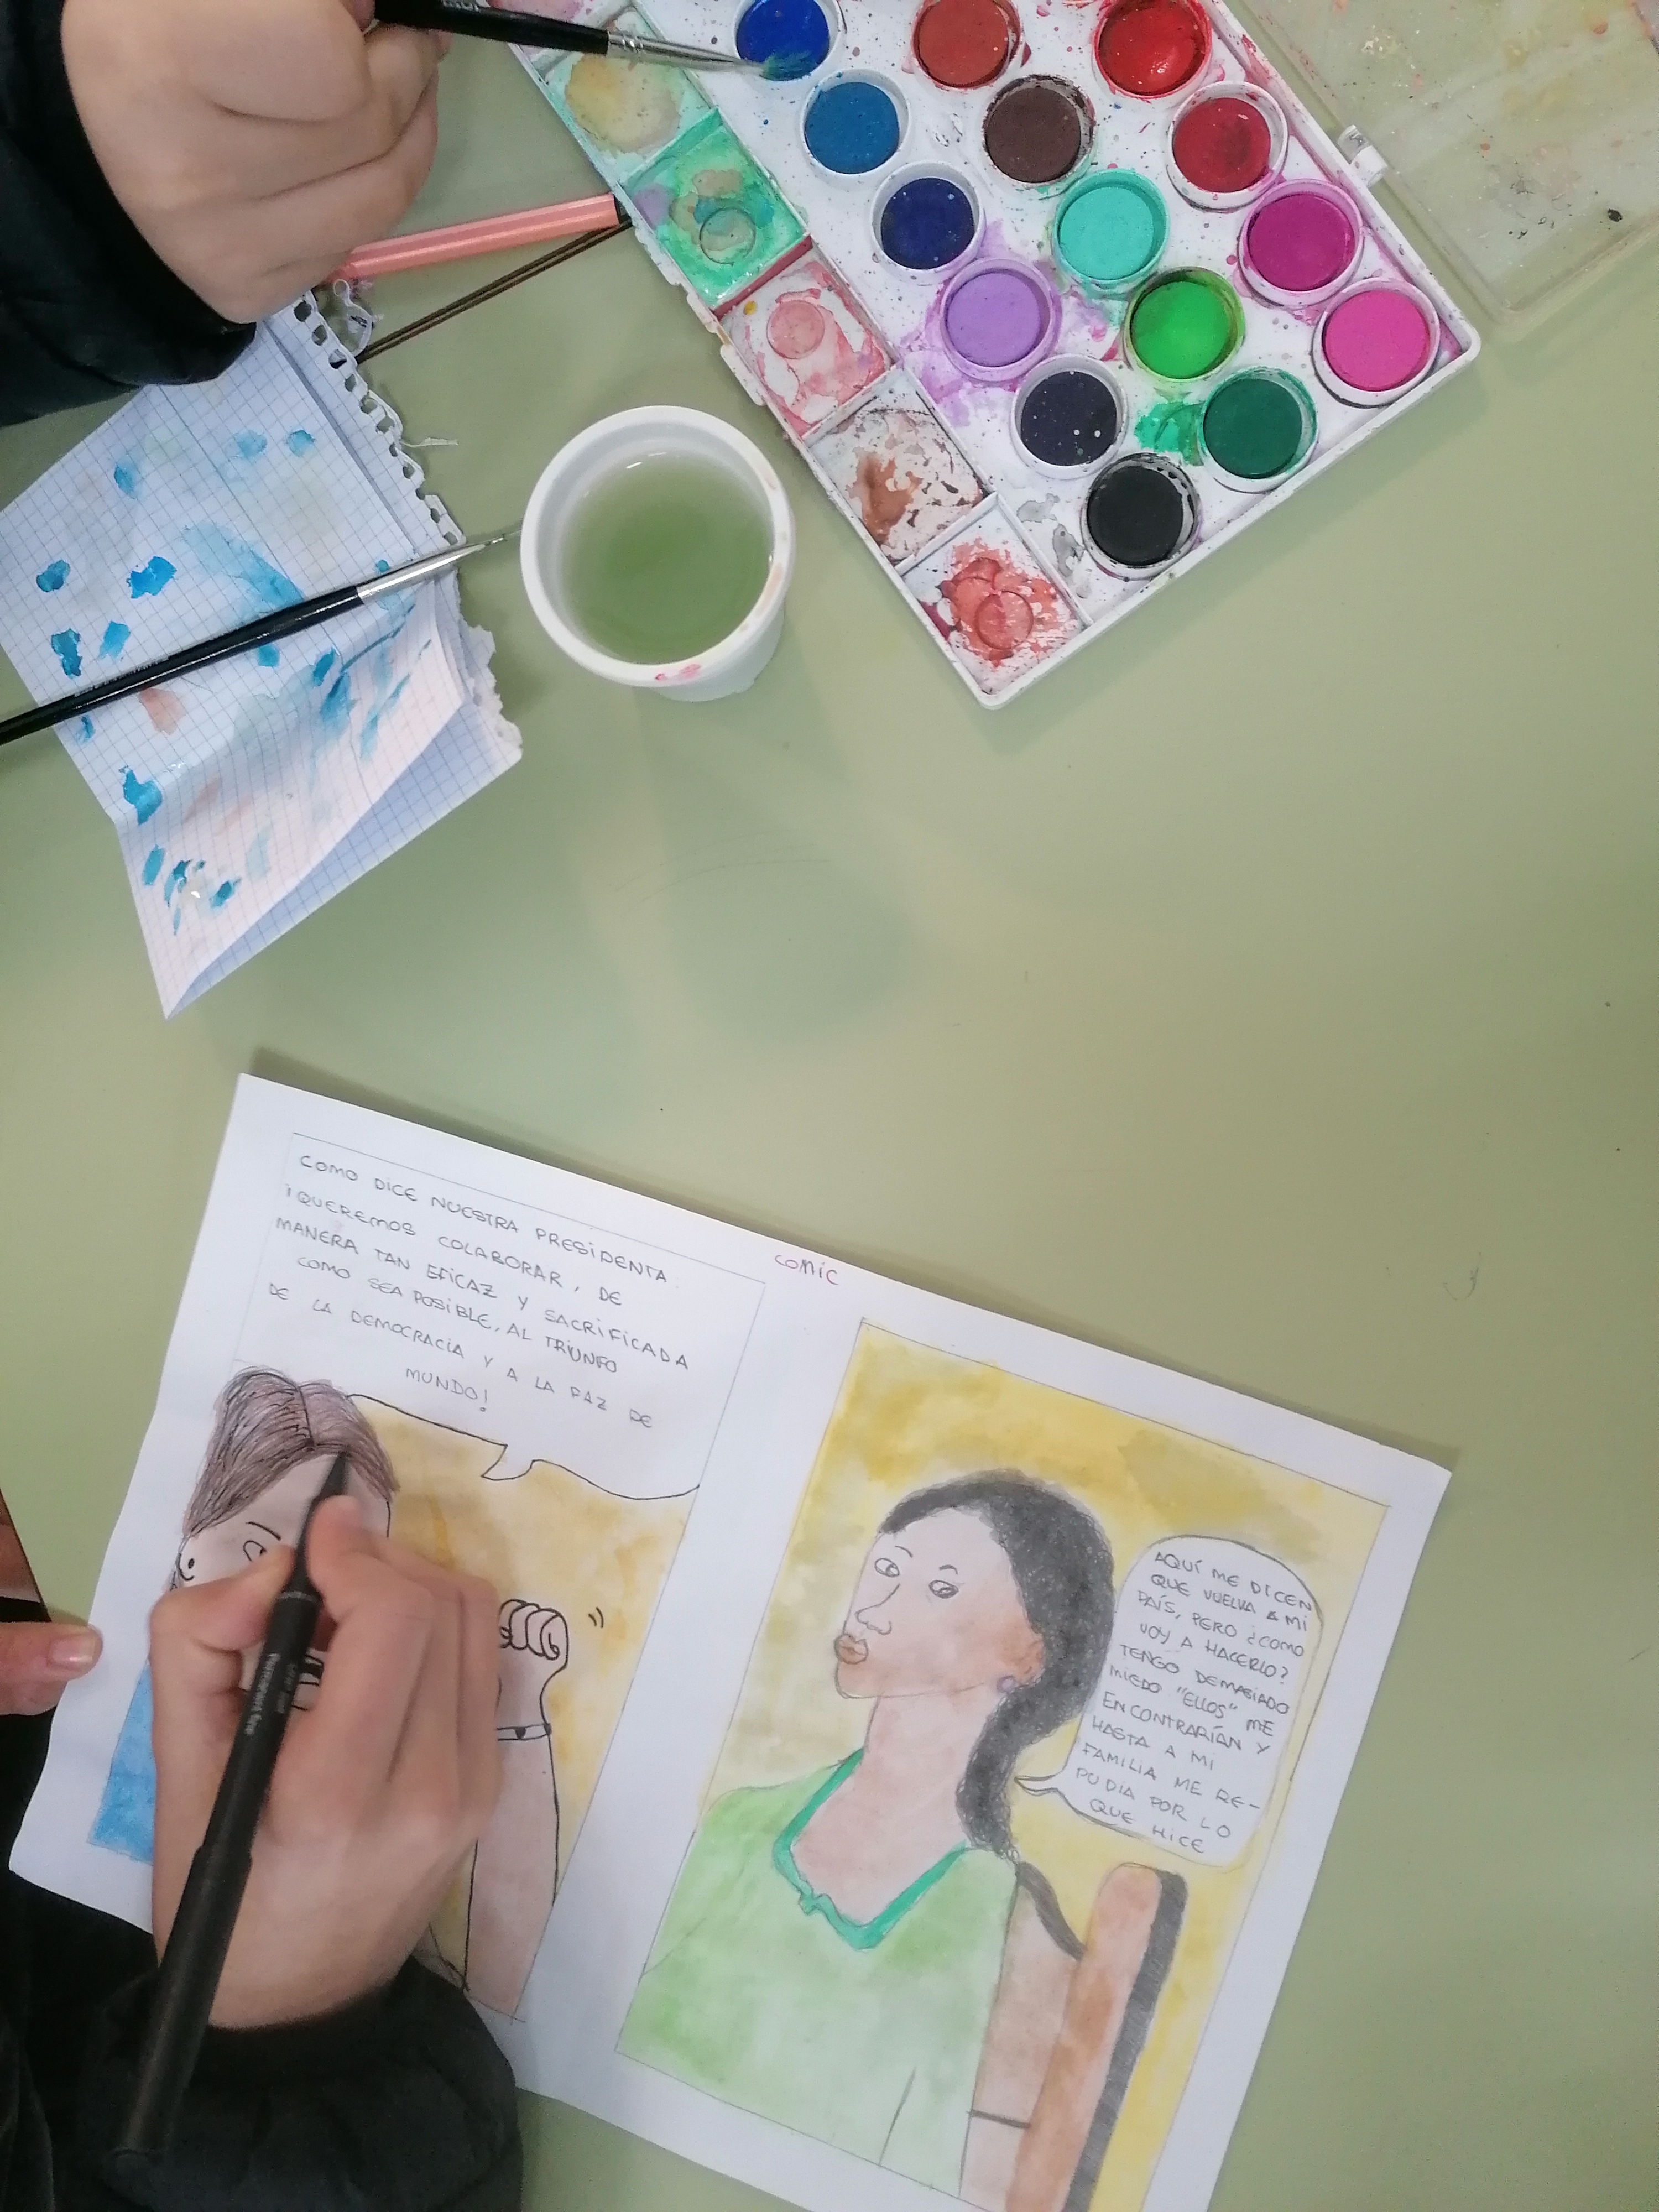 COMO DICE NUESTRA PRESIDENTA
¡QUEREMOS COLABORAR, DE
MANERA TAN EFICAZ Y SACRIFICADA
COMO SEA POSIBLE, AL TRIUNFO
DE LA DEMOCRACIA Y A LA PAZ DE
MUNDO!
COMIC
AQUÍ ME DICEN
QUE VUELVA A MI
PAÍS, PERO ¿COMO
VOY A HACERLO?
TENGO DEMASIADO
MIEDO "ELLOS" ME
ENCONTRARÍAN Y
HASTA A MI
FAMILIA ME RE-
PUDIA POR LO
QUE HICE